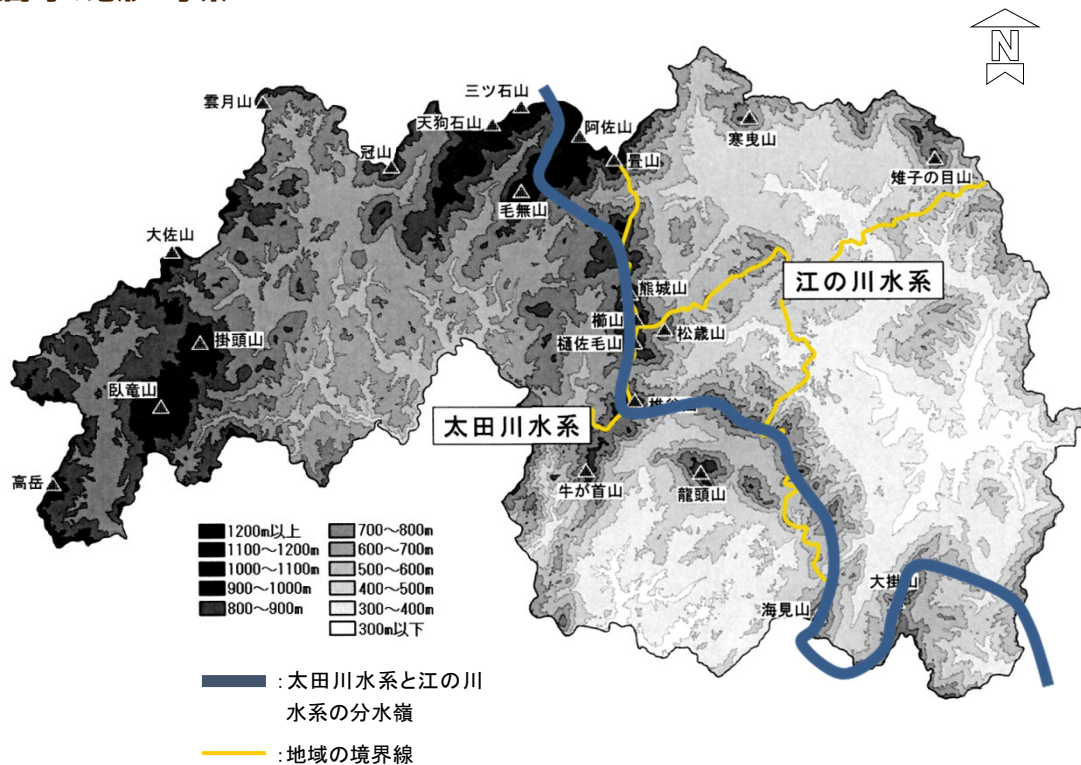 N
三ツ石山
雲月山
天狗石山
阿佐山
寒曳山
冠山
畳山
雉子の目山
毛無山
大佐山
江の川水系
熊城山
櫛山
松歳山
掛頭山
樋佐毛山
臥竜山
太田川水系
高岳
牛が首山
龍頭山
1200m以上
1100～1200m
1000～1100m
900～1000m
800～900m
700～800m
600～700m
500～600m
400～500m
300～400m
300m以下
大掛山
海見山
:太田川水系と江の川
水系の分水嶺
:地域の境界線